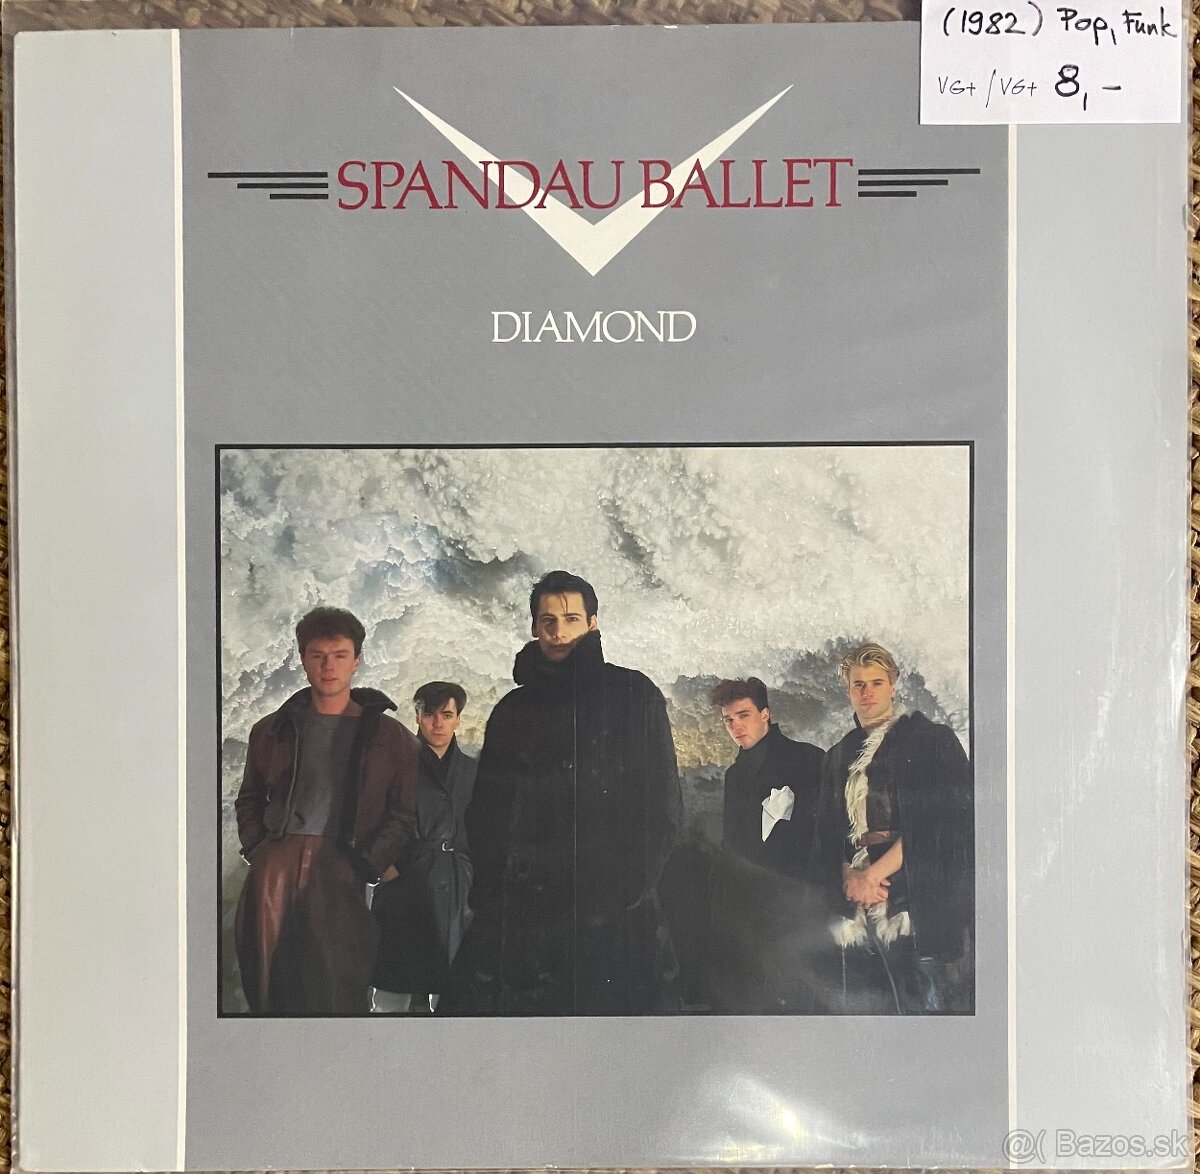 (1982) Pop, Funk
VG+/VG+ 8,-
SPANDAU BALLET
DIAMOND
@( Bazos.sk